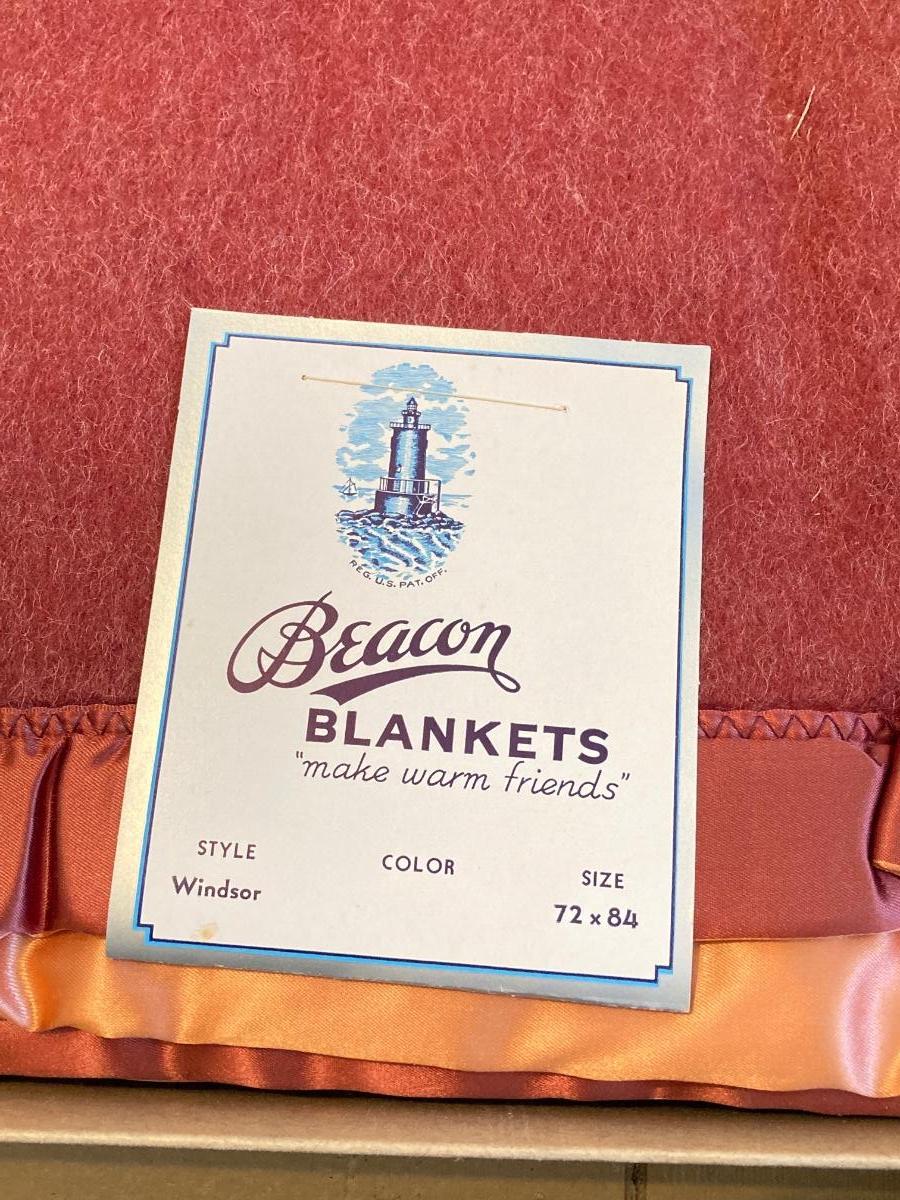 REG. U.S. PAT. OFF.
Beacon
BLANKETS
"make warm friends"
STYLE COLOR SIZE
Windsor 72 x 84